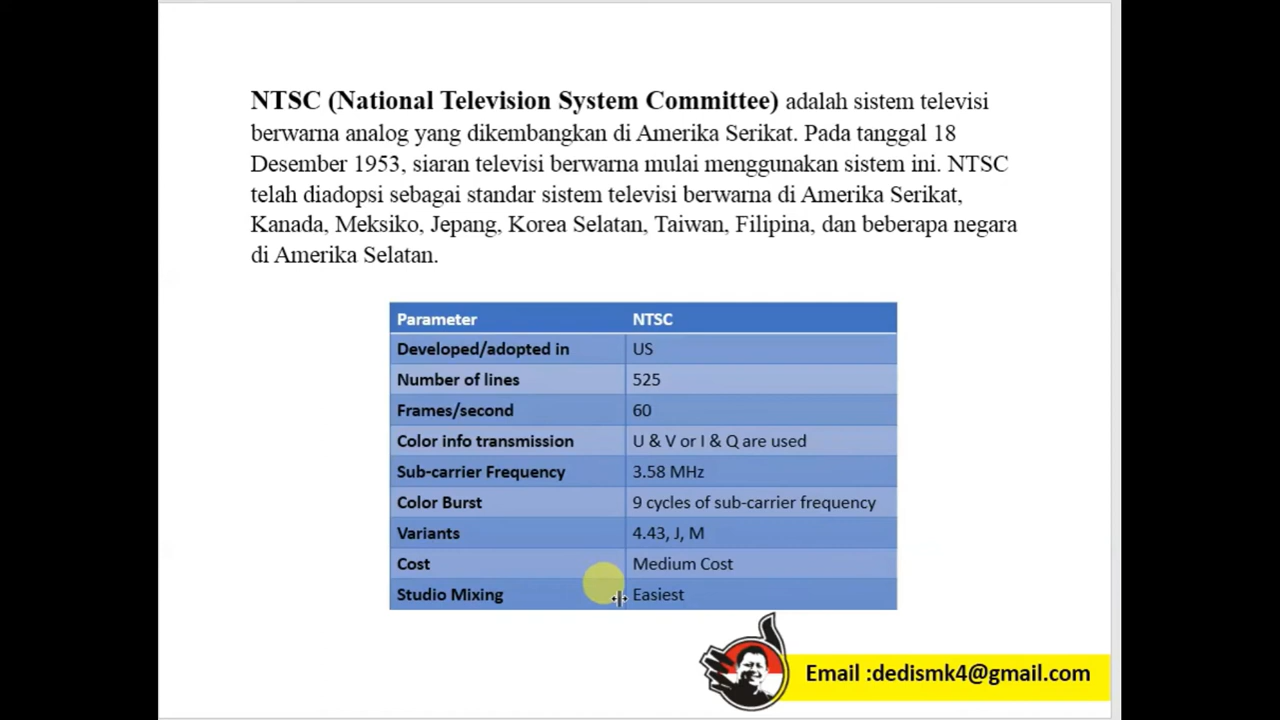 NTSC (National Television System Committee) adalah sistem televisi
berwarna analog yang dikembangkan di Amerika Serikat. Pada tanggal 18
Desember 1953, siaran televisi berwarna mulai menggunakan sistem ini. NTSC
telah diadopsi sebagai standar sistem televisi berwarna di Amerika Serikat,
Kanada, Meksiko, Jepang, Korea Selatan, Taiwan, Filipina, dan beberapa negara
di Amerika Selatan.
Parameter NTSC
Developed/adopted in US
Number of lines 525
Frames/second 60
Color info transmission U & V or I & Q are used
Sub-carrier Frequency 3.58 MHz
Color Burst 9 cycles of sub-carrier frequency
Variants 4.43, J, M
Cost Medium Cost
Studio Mixing Easiest
Email :dedismk4@gmail.com